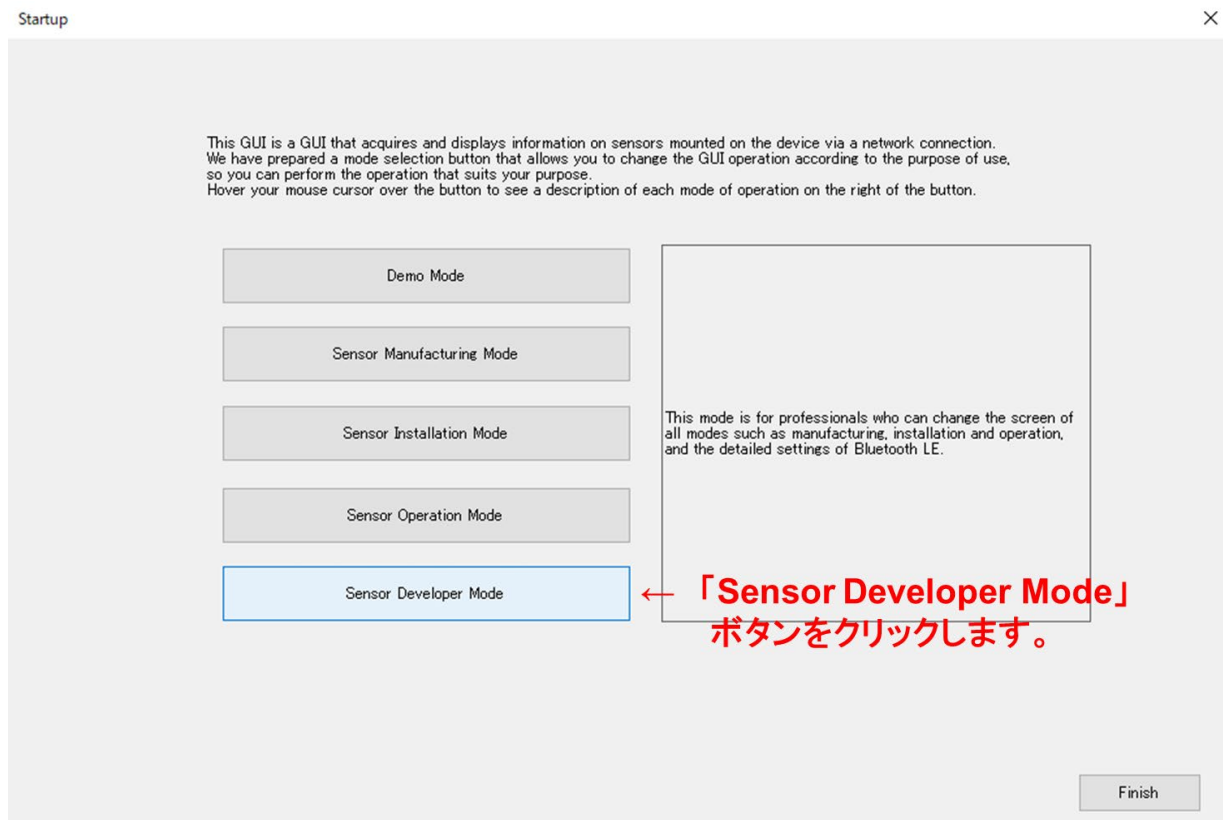 Startup
This GUI is a GUI that acquires and displays information on sensors mounted on the device via a network connection.
We have prepared a mode selection button that allows you to change the GUI operation according to the purpose of use,
so you can perform the operation that suits your purpose.
Hover your mouse cursor over the button to see a description of each mode of operation on the right of the button.
Demo Mode
Sensor Manufacturing Mode
Sensor Installation Mode
Sensor Operation Mode
Sensor Developer Mode
This mode is for professionals who can change the screen of
all modes such as manufacturing, installation and operation,
and the detailed settings of Bluetooth LE.
← 「Sensor Developer Mode」
ボタンをクリックします。
Finish